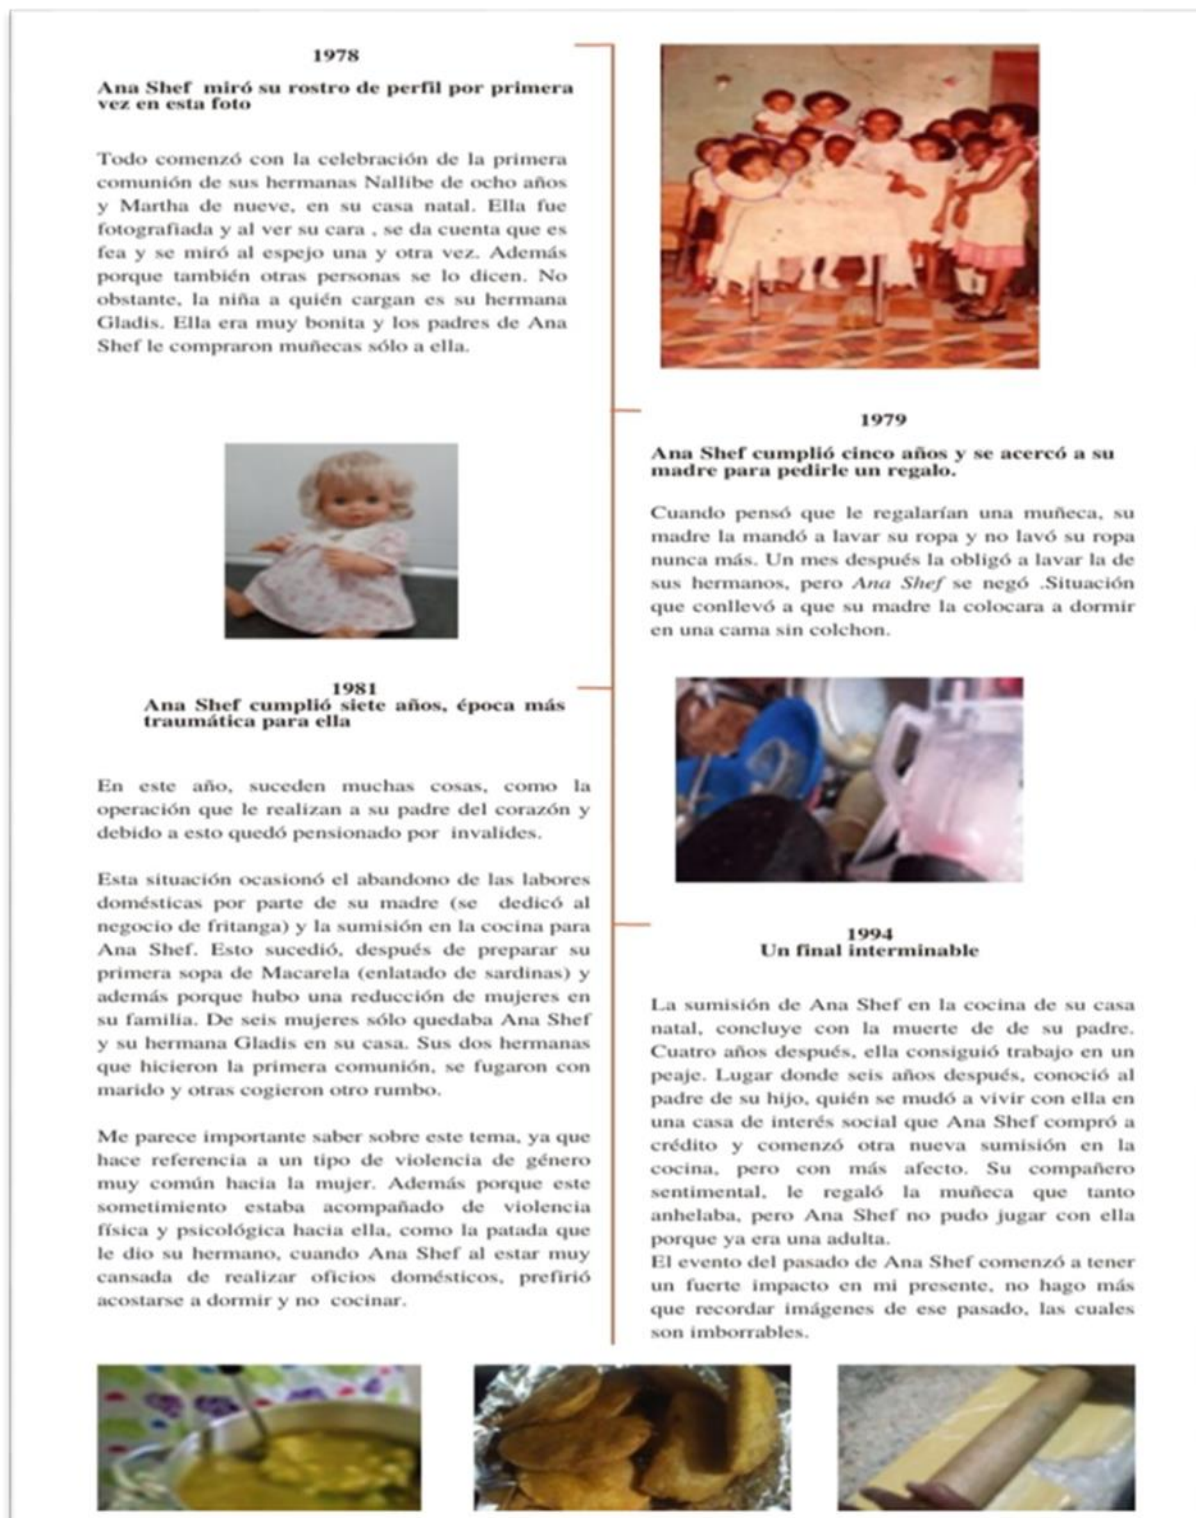 1978
Ana Shef miró su rostro de perfil por primera
vez en esta foto
Todo comenzó con la celebración de la primera
comunión de sus hermanas Nallibe de ocho años
y Martha de nueve, en su casa natal. Ella fue
fotografiada y al ver su cara , se da cuenta que es
fea y se miró al espejo una y otra vez. Además
porque también otras personas se lo dicen. No
obstante, la niña a quién cargan es su hermana
Gladis. Ella era muy bonita y los padres de Ana
Shef le compraron muñecas sólo a ella.
1979
Ana Shef cumplió cinco años y se acercó a su
madre para pedirle un regalo.
Cuando pensó que le regalarían una muñeca, su
madre la mandó a lavar su ropa y no lavó su ropa
nunca más. Un mes después la obligó a lavar la de
sus hermanos, pero Ana Shef se negó .Situación
que conllevó a que su madre la colocara a dormir
en una cama sin colchon.
1981
Ana Shef cumplió siete años, época más
traumática para ella
En este año, suceden muchas cosas, como la
operación que le realizan a su padre del corazón y
debido a esto quedó pensionado por invalides.
Esta situación ocasionó el abandono de las labores
domésticas por parte de su madre (se dedicó al
negocio de fritanga) y la sumisión en la cocina para
Ana Shef. Esto sucedió, después de preparar su
primera sopa de Macarela (enlatado de sardinas) y
además porque hubo una reducción de mujeres en
su familia. De seis mujeres sólo quedaba Ana Shef
y su hermana Gladis en su casa. Sus dos hermanas
que hicieron la primera comunión, se fugaron con
marido y otras cogieron otro rumbo.
Me parece importante saber sobre este tema, ya que
hace referencia a un tipo de violencia de género
muy común hacia la mujer. Además porque este
sometimiento estaba acompañado de violencia
física y psicológica hacia ella, como la patada que
le dio su hermano, cuando Ana Shef al estar muy
cansada de realizar oficios domésticos, prefirió
acostarse a dormir y no cocinar.
1994
Un final interminable
La sumisión de Ana Shef en la cocina de su casa
natal, concluye con la muerte de de su padre.
Cuatro años después, ella consiguió trabajo en un
peaje. Lugar donde seis años después, conoció al
padre de su hijo, quién se mudó a vivir con ella en
una casa de interés social que Ana Shef compró a
crédito y comenzó otra nueva sumisión en la
cocina, pero con más afecto. Su compañero
sentimental, le regaló la muñeca que tanto
anhelaba, pero Ana Shef no pudo jugar con ella
porque ya era una adulta.
El evento del pasado de Ana Shef comenzó a tener
un fuerte impacto en mi presente, no hago más
que recordar imágenes de ese pasado, las cuales
son imborrables.